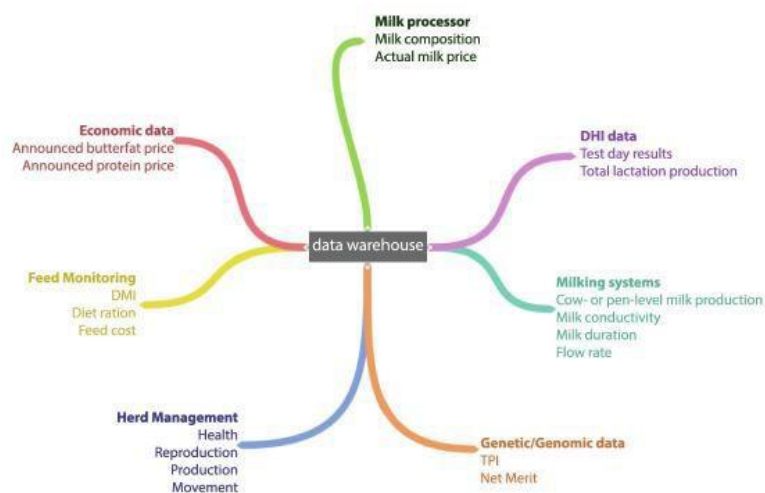 Milk processor
Milk composition
Actual milk price
Economic data
Announced butterfat price
Announced protein price
DHI data
Test day results
Total lactation production
data warehouse
Feed Monitoring
DMI
Diet ration
Feed cost
Milking systems
Cow- or pen-level milk production
Milk conductivity
Milk duration
Flow rate
Herd Management
Health
Reproduction
Production
Movement
Genetic/Genomic data
TPI
Net Merit